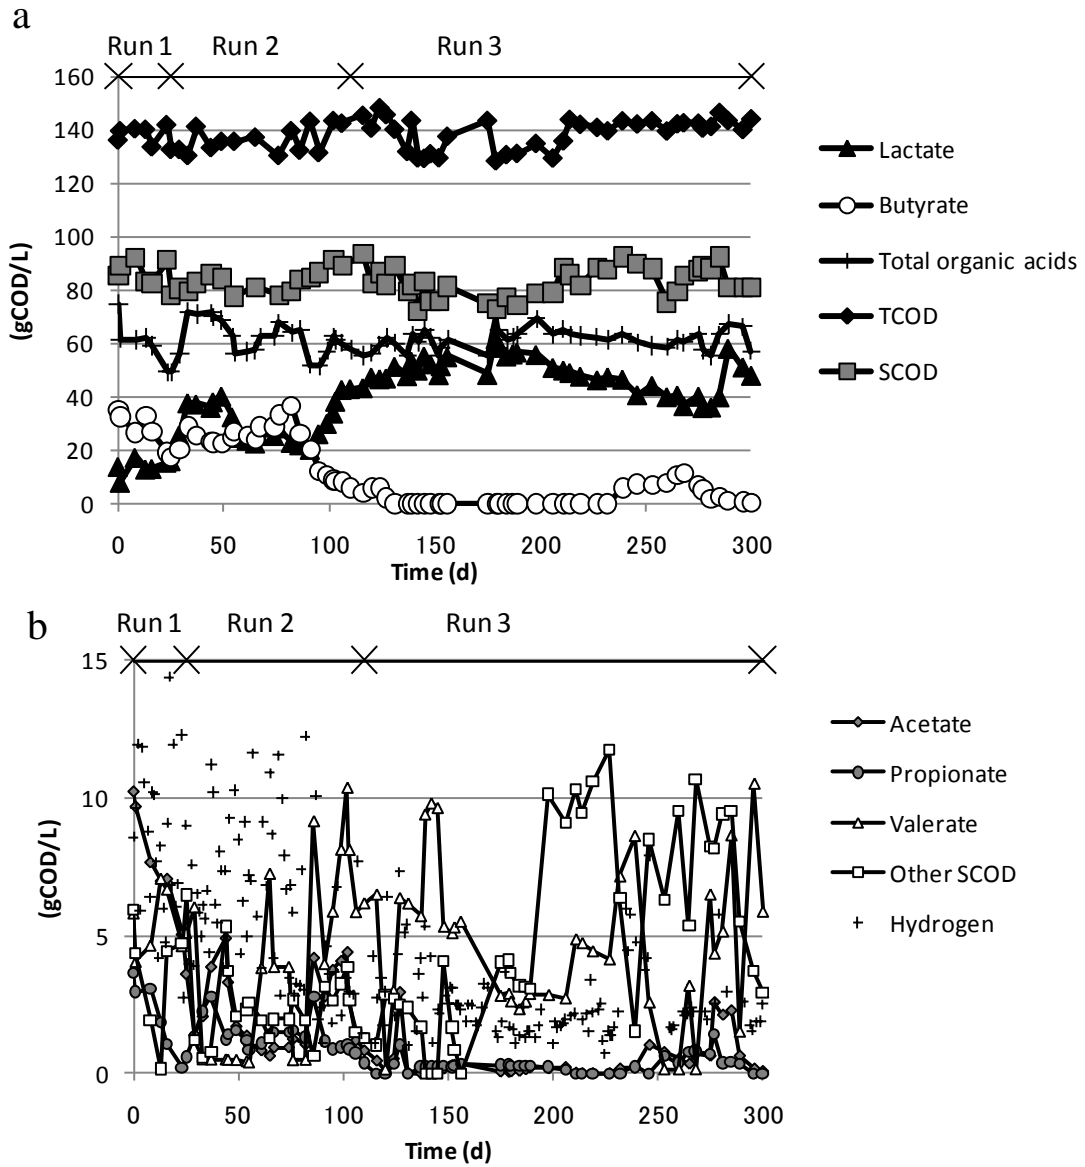 a
Run 1 Run 2 Run 3
160
140
120
100
80
60
40
20
0
(gCOD/L)
0 50 100 150 200 250 300
Time (d)
Lactate
Butyrate
Total organic acids
TCOD
SCOD
b
Run 1 Run 2 Run 3
15
10
5
0
(gCOD/L)
0 50 100 150 200 250 300
Time (d)
Acetate
Propionate
Valerate
Other SCOD
Hydrogen